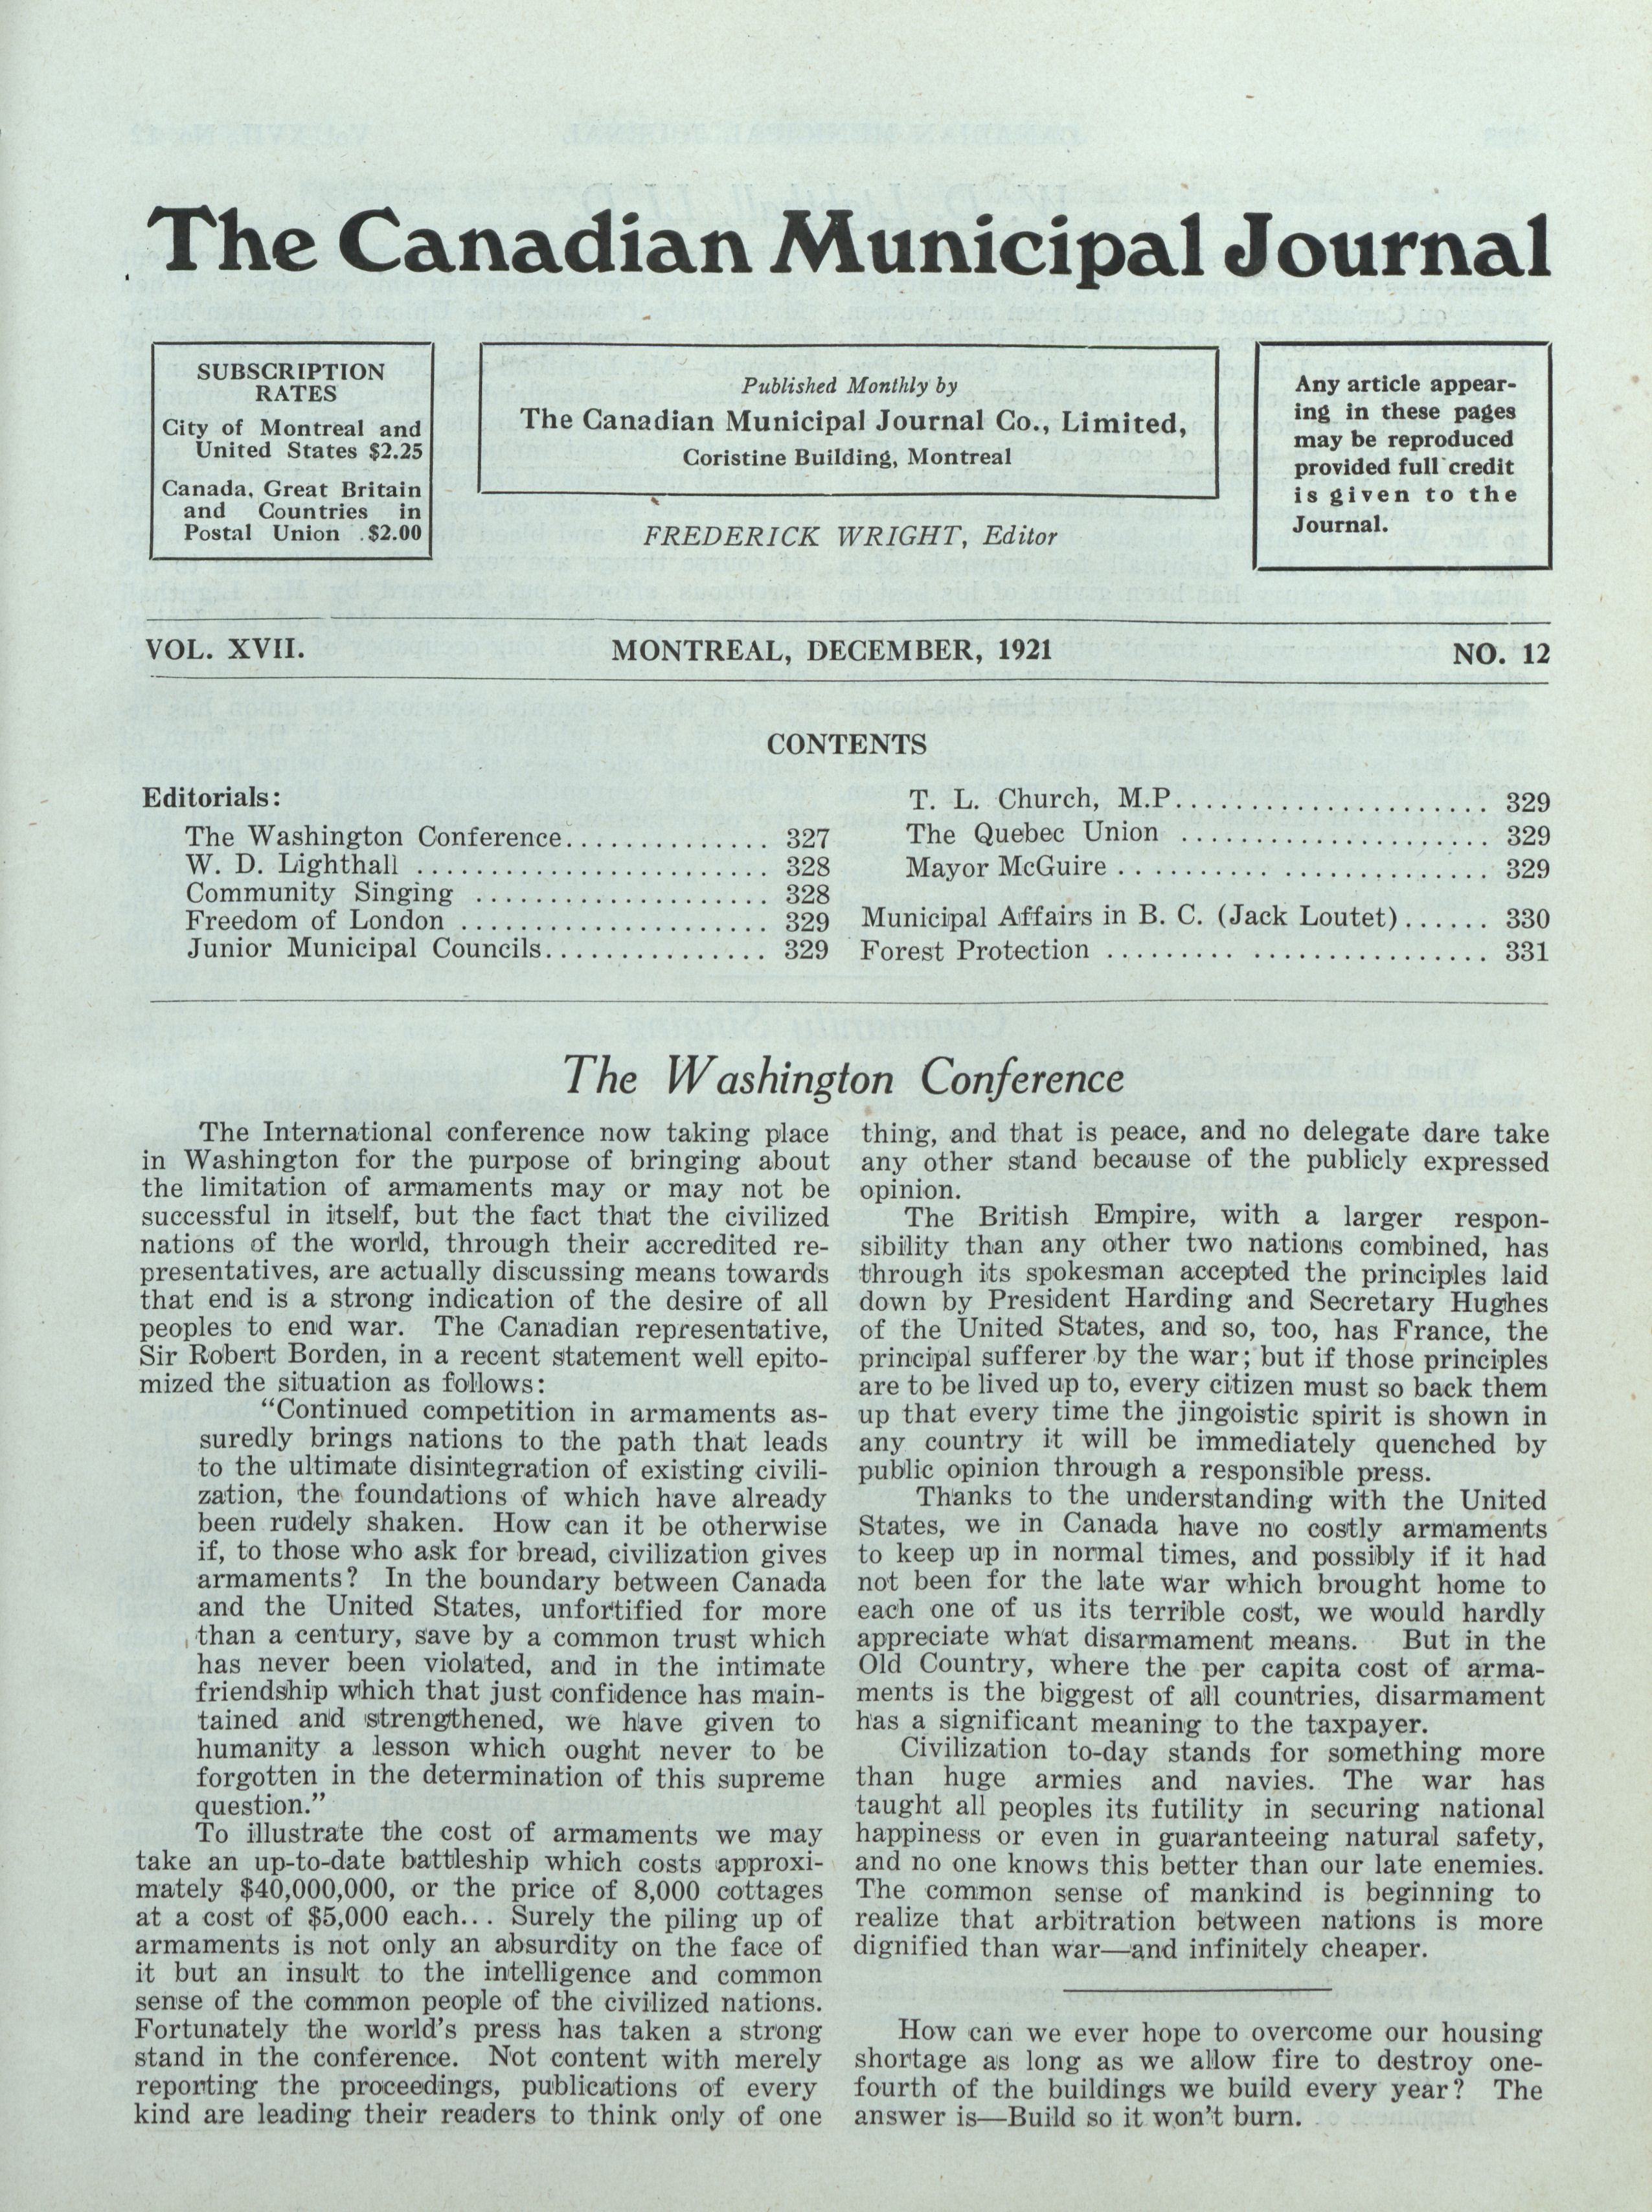 The Canadian Municipal Journal
SUBSCRIPTION
RATES
City of Montreal and
United States $2.25
Canada, Great Britain
and Countries in
Postal Union .$2.00
Published Monthly by
The Canadian Municipal Journal Co., Limited,
Coristine Building, Montreal
FREDERICK WRIGHT, Editor
Any article appear-
ing in these pages
may be reproduced
provided full credit
is given to the
Journal.
VOL. XVII. MONTREAL, DECEMBER, 1921 NO. 12
CONTENTS
Editorials:
The Washington Conference.............. 327
W. D. Lighthall ........................ 328
Community Singing .................... 328
Freedom of London ..................... 329
Junior Municipal Councils............... 329
T. L. Church, M.P...................... 329
The Quebec Union ..................... 329
Mayor McGuire . . . . . . . . . . .............. 329
Municipal Affairs in B. C. (Jack Loutet)...... 330
Forest Protection ......... ................ 331
The Washington Conference
The International conference now taking place
in Washington for the purpose of bringing about
the limitation of armaments may or may not be
successful in itself, but the fact that the civilized
nations of the world, through their accredited re-
presentatives, are actually discussing means towards
that end is a strong indication of the desire of all
peoples to end war. The Canadian representative,
Sir Robert Borden, in a recent statement well epito-
mized the situation as follows:
“Continued competition in armaments as-
suredly brings nations to the path that leads
to the ultimate disintegration of existing civili-
zation, the foundations of which have already
been rudely shaken. How can it be otherwise
if, to those who ask for bread, civilization gives
armaments? In the boundary between Canada
and the United States, unfortified for more
than a century, save by a common trust which
has never been violated, and in the intimate
friendship which that just confidence has main-
tained and strengthened, we have given to
humanity a lesson which ought never to be
forgotten in the determination of this supreme
question.”
To illustrate the cost of armaments we may
take an up-to-date battleship which costs approxi-
mately $40,000,000, or the price of 8,000 cottages
at a cost of $5,000 each... Surely the piling up of
armaments is not only an absurdity on the face of
it but an insult to the intelligence and common
sense of the common people of the civilized nations.
Fortunately the world's press has taken a strong
stand in the conference. Not content with merely
reporting the proceedings, publications of every
kind are leading their readers to think only of one
thing, and that is peace, and no delegate dare take
any other stand because of the publicly expressed
opinion.
The British Empire, with a larger respon-
sibility than any other two nations combined, has
through its spokesman accepted the principles laid
down by President Harding and Secretary Hughes
of the United States, and so, too, has France, the
principal sufferer by the war; but if those principles
are to be lived up to, every citizen must so back them
up that every time the jingoistic spirit is shown in
any country it will be immediately quenched by
public opinion through a responsible press.
Thanks to the understanding with the United
States, we in Canada have no costly armaments
to keep up in normal times, and possibly if it had
not been for the late war which brought home to
each one of us its terrible cost, we would hardly
appreciate what disarmament means. But in the
Old Country, where the per capita cost of arma-
ments is the biggest of all countries, disarmament
has a significant meaning to the taxpayer.
Civilization to-day stands for something more
than huge armies and navies. The war has
taught all peoples its futility in securing national
happiness or even in guaranteeing natural safety,
and no one knows this better than our late enemies.
The common sense of mankind is beginning to
realize that arbitration between nations is more
dignified than war—and infinitely cheaper.
How can we ever hope to overcome our housing
shortage as long as we allow fire to destroy one-
fourth of the buildings we build every year? The
answer is—Build so it won't burn.